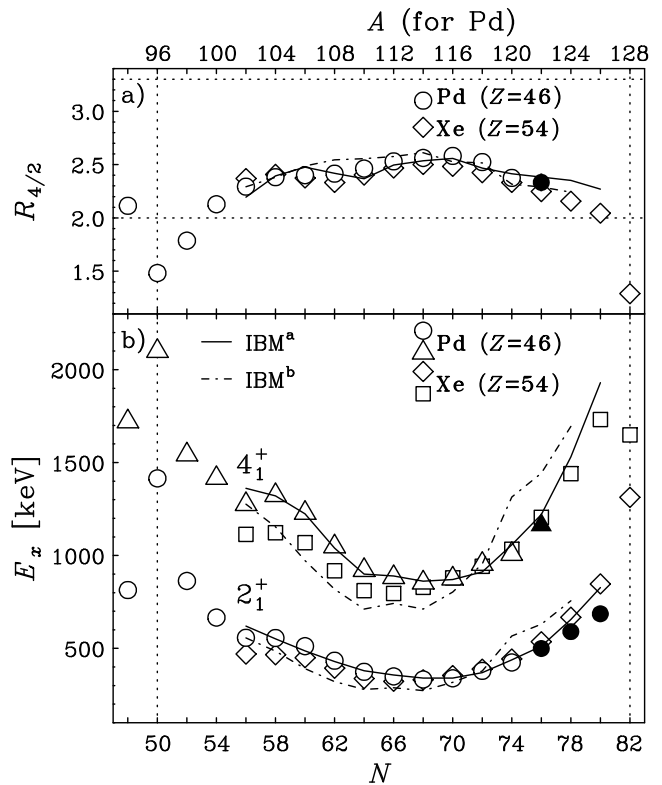 A (for Pd)
96 100 104 108 112 116 120 124 128
a)
Pd (Z=46)
Xe (Z=54)
3.0
2.5
2.0
1.5
R4/2
b)
IBMa
IBMb
Pd (Z=46)
Xe (Z=54)
2000
1500
1000
500
Ex [keV]
4+1
2+1
50 54 58 62 66 70 74 78 82
N